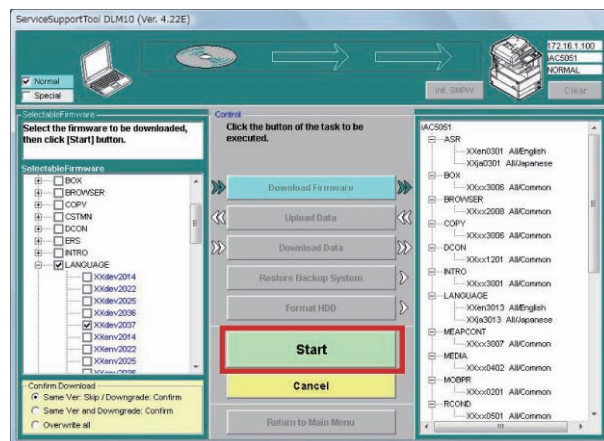 ServiceSupportTool DLM10 (Ver. 4.22E)
Normal
Special
172.16.1.100
iAC5051
NORMAL
Init. SMPW
Clear
SelectableFirmware
Select the firmware to be downloaded,
then click [Start] button.
SelectableFirmware
BOX
BROWSER
COPY
CSTMN
DCON
ERS
INTRO
LANGUAGE
XXdev2014
XXdev2022
XXdev2025
XXdev2036
XXdev2037
XXenv2014
XXenv2022
XXenv2025
Confirm Download
Same Ver: Skip / Downgrade: Confirm
Same Ver and Downgrade: Confirm
Overwrite all
Control
Click the button of the task to be
executed.
Download Firmware
Upload Data
Download Data
Restore Backup System
Format HDD
Start
Cancel
Return to Main Menu
iAC5051
ASR
XXen0301 All/English
XXja0301 All/Japanese
BOX
XXxx3006 All/Common
BROWSER
XXxx2008 All/Common
COPY
XXxx3006 All/Common
DCON
XXxx1201 All/Common
INTRO
XXxx3001 All/Common
LANGUAGE
XXen3013 All/English
XXja3013 All/Japanese
MEAPCONT
XXxx3007 All/Common
MEDIA
XXxx0402 All/Common
MOBPR
XXxx0201 All/Common
RCOND
XXxx0501 All/Common